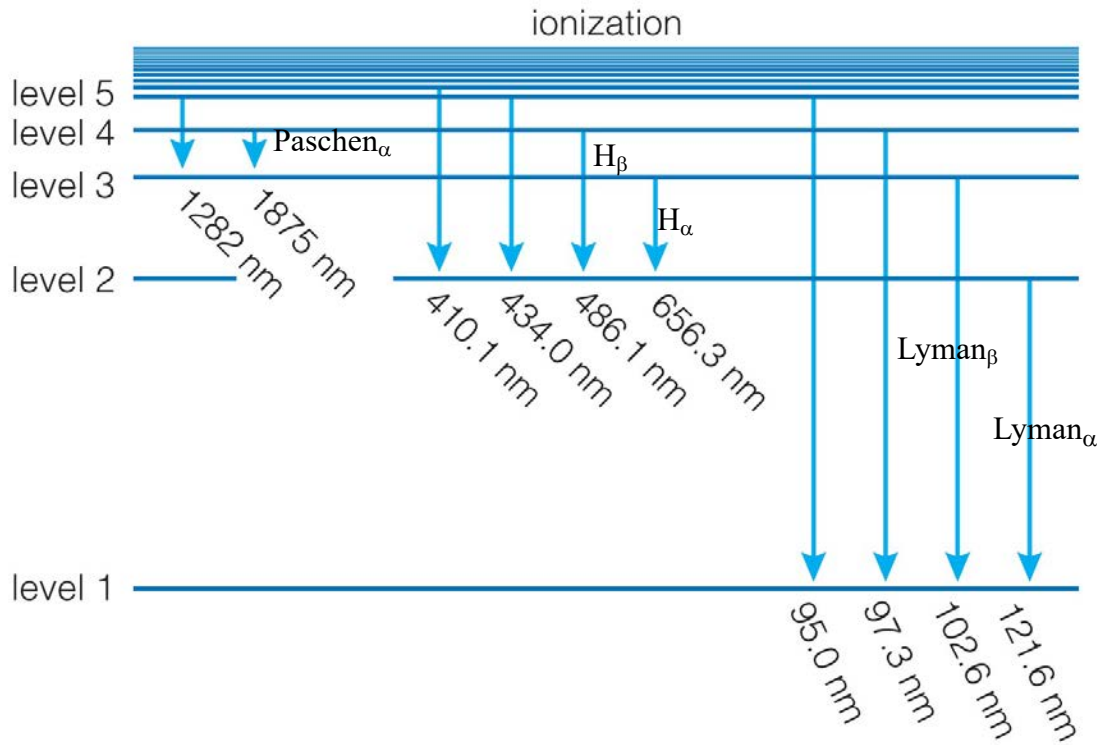 ionization
level 5
level 4
Paschenα
Hβ
level 3
Hα
1282 nm
1875 nm
level 2
410.1 nm
434.0 nm
486.1 nm
656.3 nm
Lymanβ
Lymanα
level 1
95.0 nm
97.3 nm
102.6 nm
121.6 nm